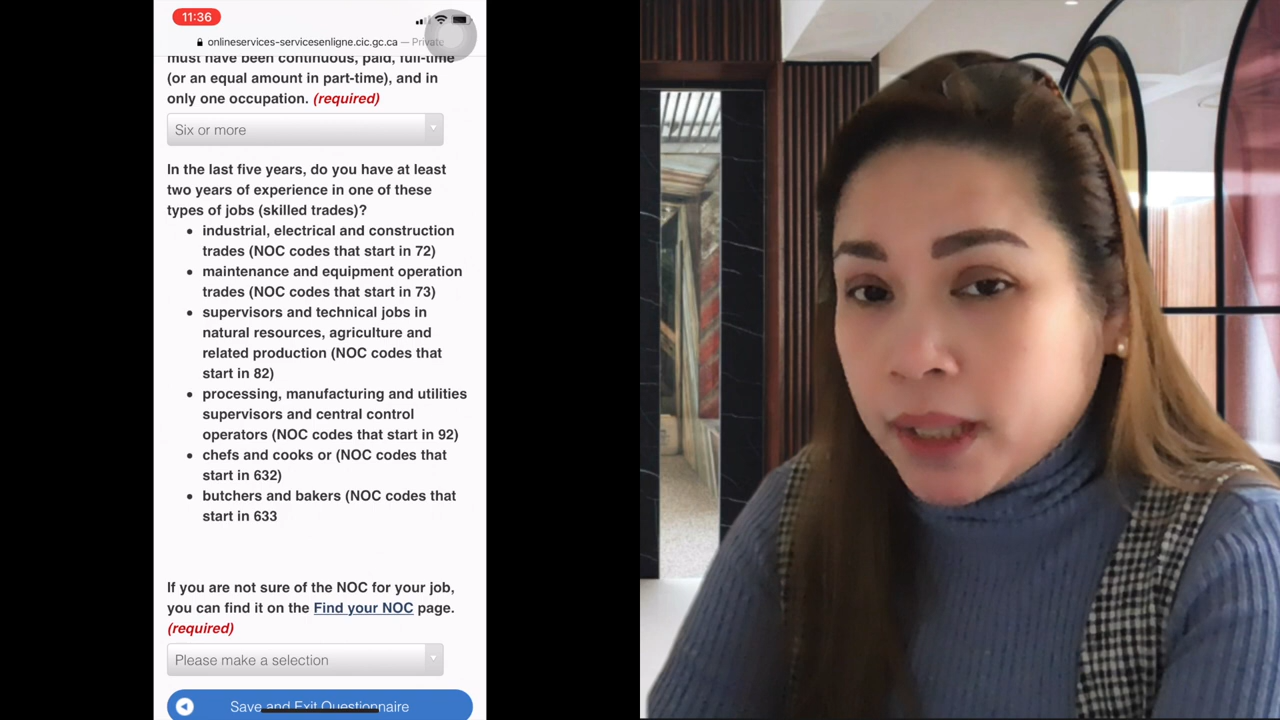 11:36
onlineservices-servicesenligne.cic.gc.ca — Private
must have been continuous, paid, full-time
(or an equal amount in part-time), and in
only one occupation. (required)
Six or more
In the last five years, do you have at least
two years of experience in one of these
types of jobs (skilled trades)?
• industrial, electrical and construction
trades (NOC codes that start in 72)
• maintenance and equipment operation
trades (NOC codes that start in 73)
• supervisors and technical jobs in
natural resources, agriculture and
related production (NOC codes that
start in 82)
• processing, manufacturing and utilities
supervisors and central control
operators (NOC codes that start in 92)
• chefs and cooks or (NOC codes that
start in 632)
• butchers and bakers (NOC codes that
start in 633
If you are not sure of the NOC for your job,
you can find it on the Find your NOC page.
(required)
Please make a selection
Save and Exit Questionnaire